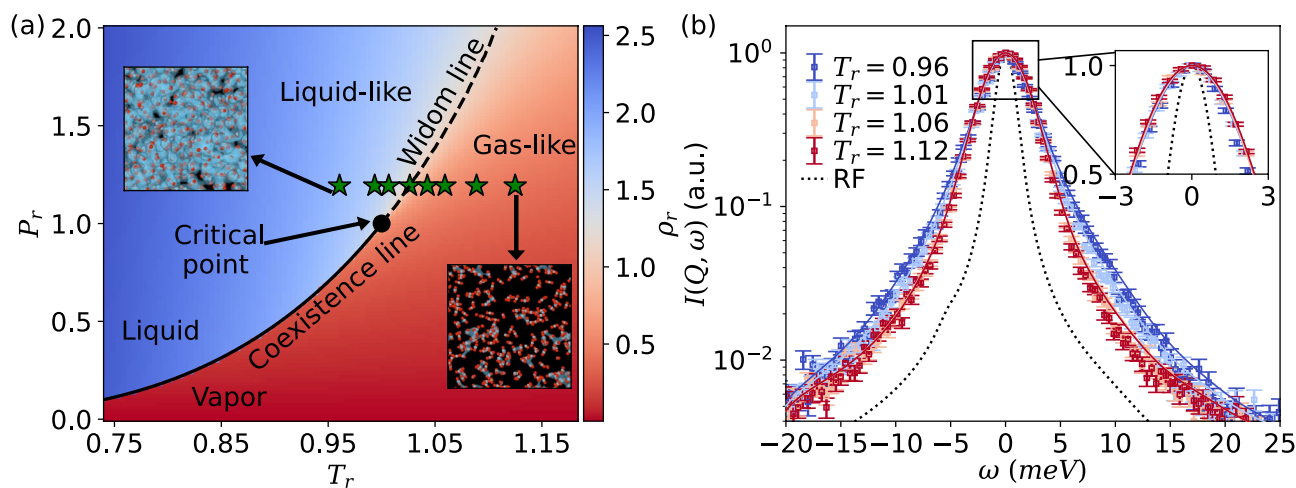 (a)
2.0
1.5
1.0
0.5
0.0
P_r
0.75
0.85
0.95
1.05
1.15
T_r
Liquid-like
Widom line
Gas-like
Critical
point
Coexistence line
Liquid
Vapor
2.5
2.0
1.5
1.0
0.5
ρ_r
(b)
10⁰
10⁻¹
10⁻²
I(Q, ω) (a.u.)
T_r = 0.96
T_r = 1.01
T_r = 1.06
T_r = 1.12
RF
1.0
0.5
−3
0
3
−20
−15
−10
−5
0
5
10
15
20
25
ω (meV)